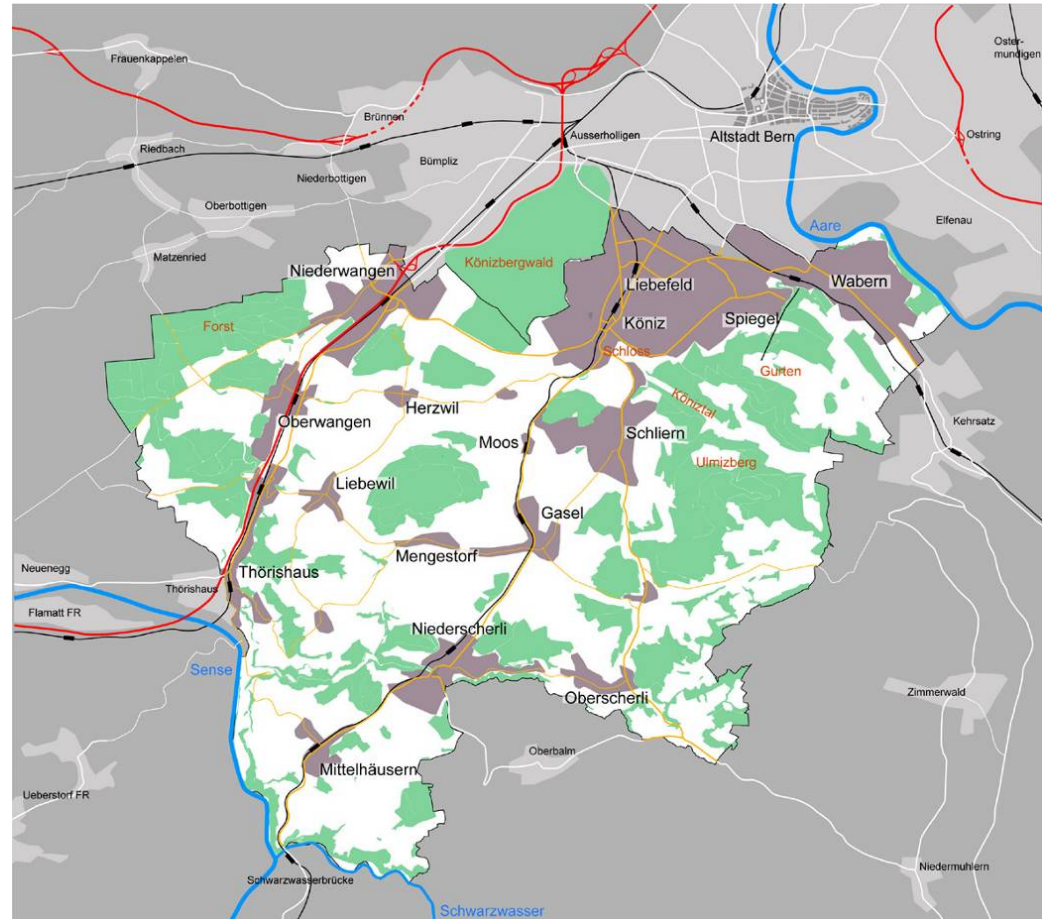 Frauenkappelen
Oster-
mundigen
Brünnen
Ausserholligen
Altstadt Bern
Ostring
Riedbach
Bümpliz
Niederbottigen
Oberbottigen
Aare
Elfenau
Matzenried
Niederwangen
Könizbergwald
Liebefeld
Wabern
Forst
Köniz
Spiegel
Schloss
Gurten
Köniztal
Herzwil
Oberwangen
Kehrsatz
Moos
Schliern
Ulmizberg
Liebewil
Gasel
Mengestorf
Neuenegg
Thörishaus
Thörishaus
Flamatt FR
Niederscherli
Sense
Oberscherli
Zimmerwald
Oberbalm
Mittelhäusern
Ueberstorf FR
Niedermuhlern
Schwarzwasserbrücke
Schwarzwasser